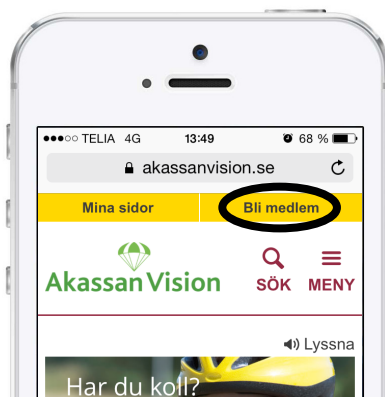 TELIA 4G 13:49 68 %
akassanvision.se
Mina sidor Bli medlem
Akassan Vision SÖK MENY
Lyssna
Har du koll?